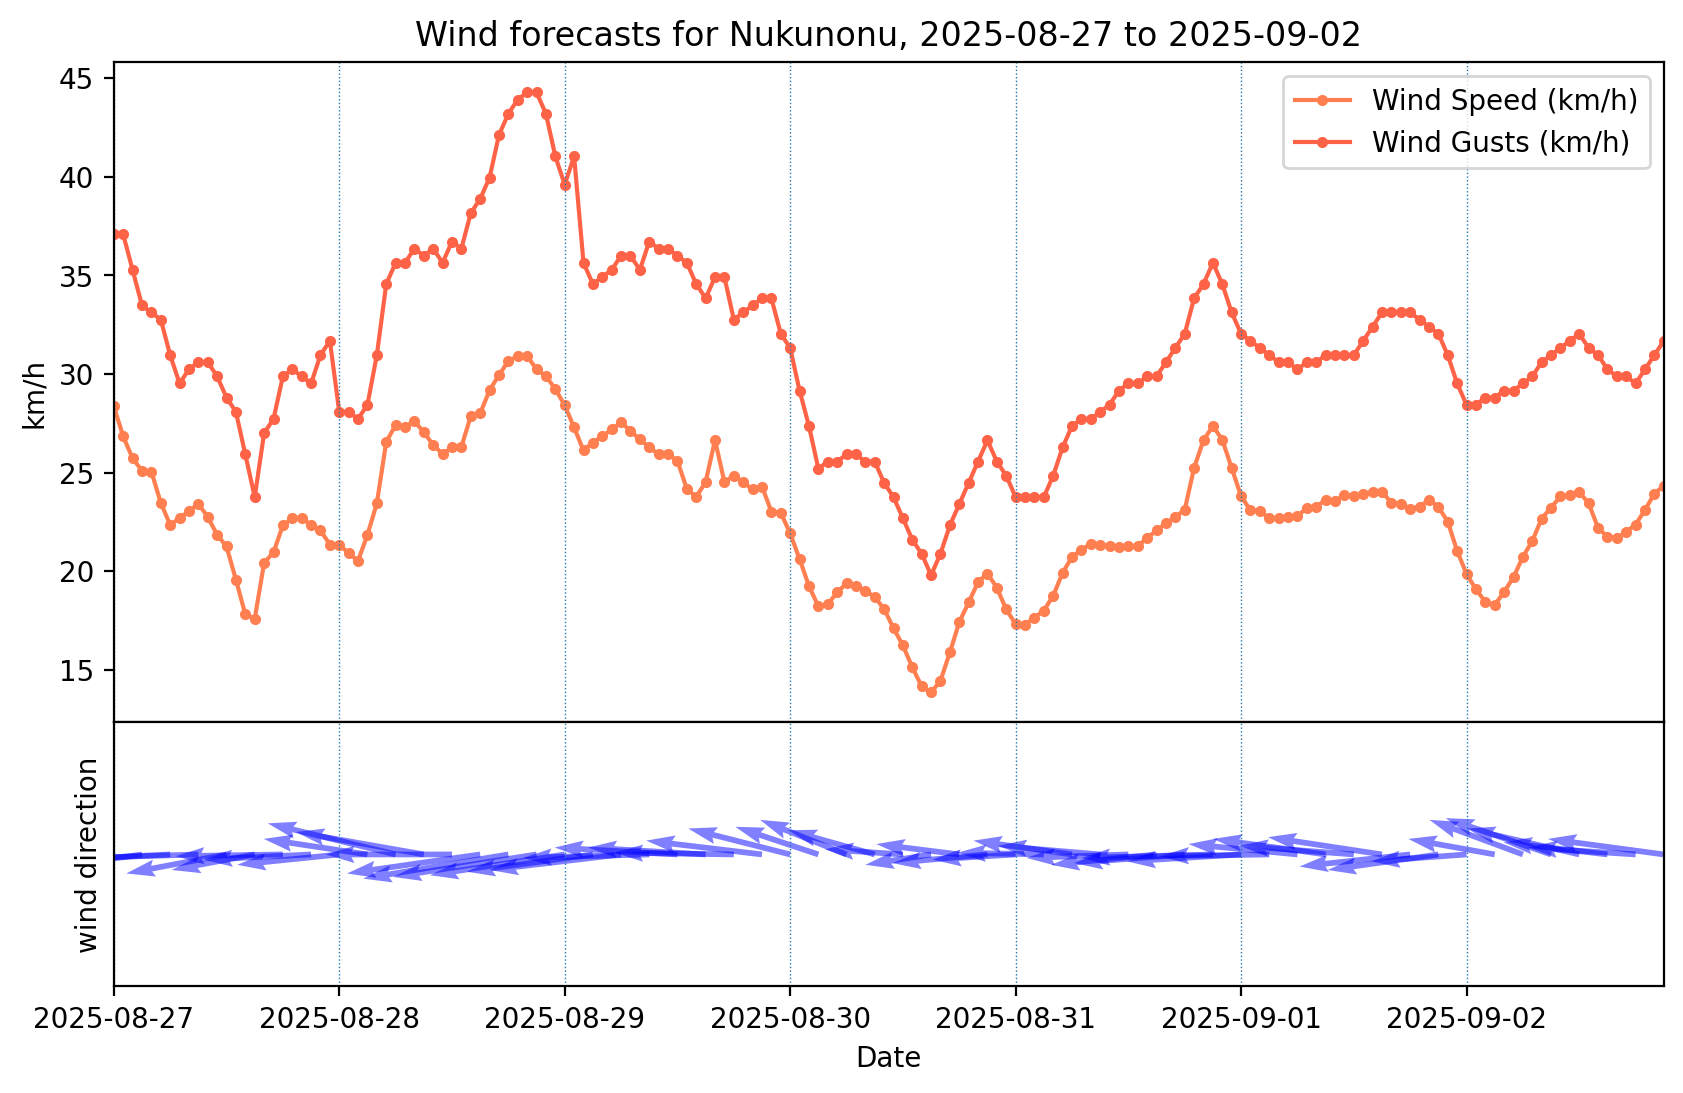 Wind forecasts for Nukunonu, 2025-08-27 to 2025-09-02
Wind Speed (km/h)
Wind Gusts (km/h)
km/h
45
40
35
30
25
20
15
wind direction
2025-08-27
2025-08-28
2025-08-29
2025-08-30
2025-08-31
2025-09-01
2025-09-02
Date